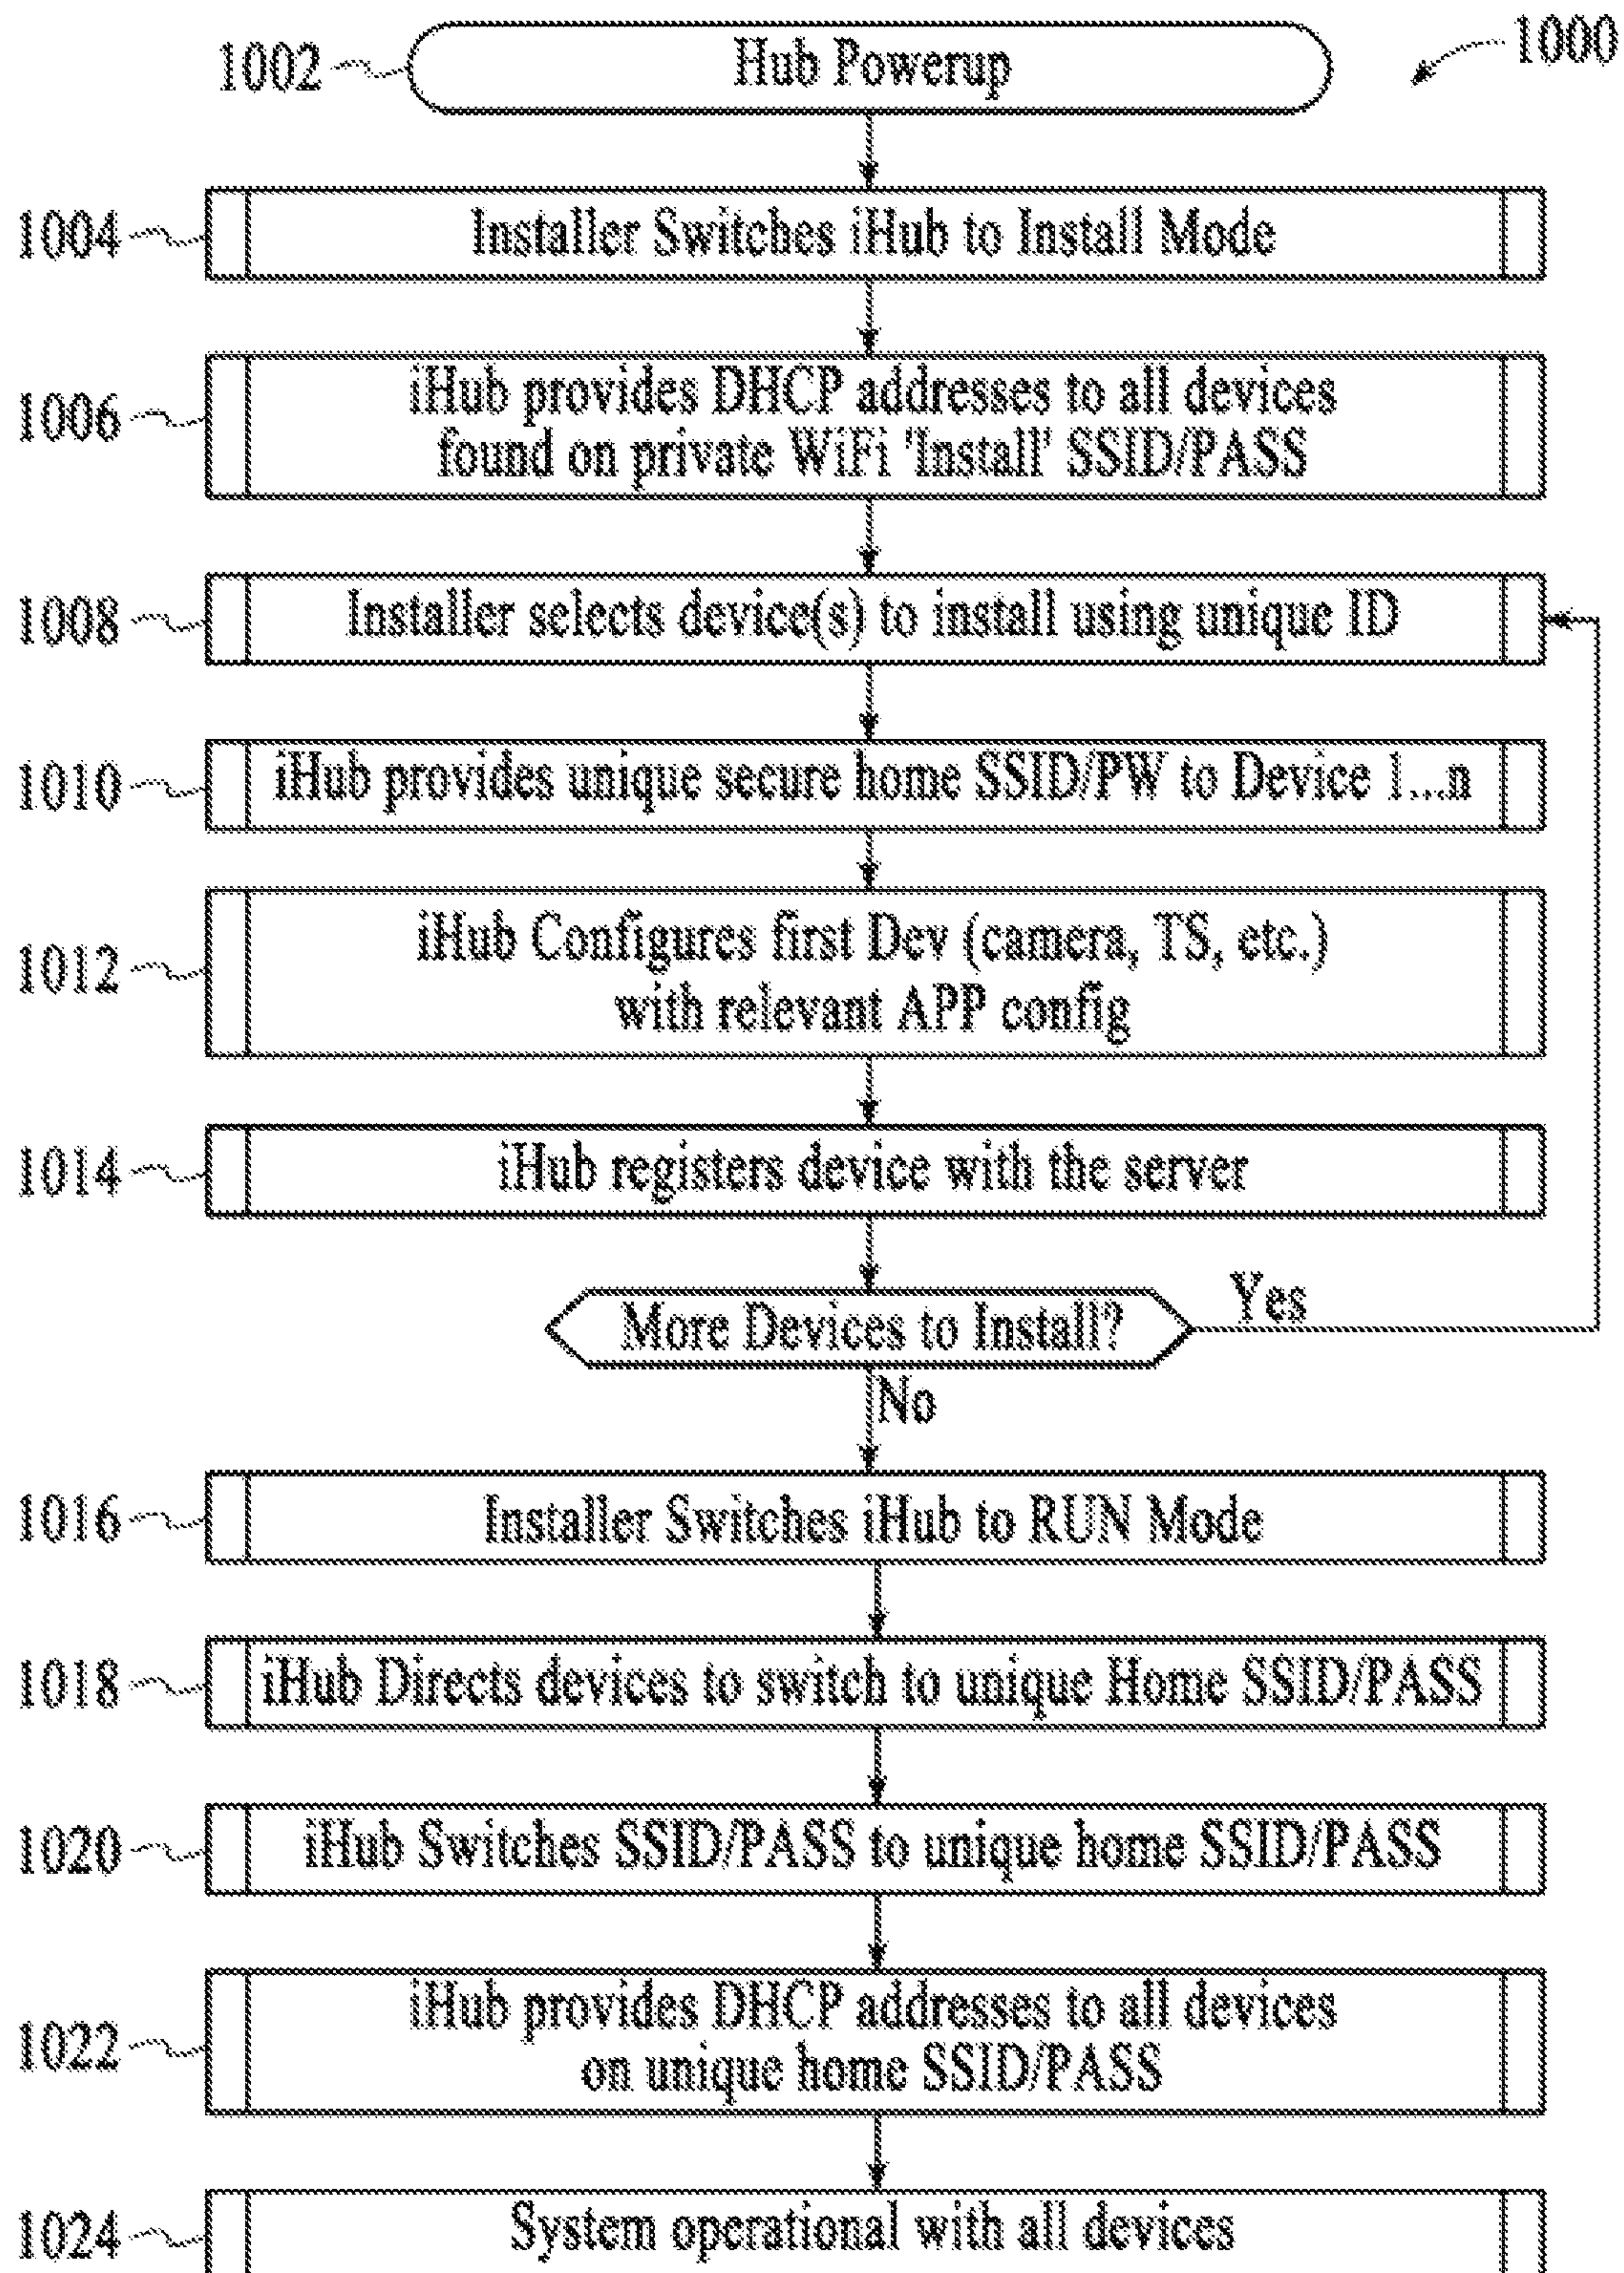 1000
1002
Hub Powerup
1004
Installer Switches iHub to Install Mode
1006
iHub provides DHCP addresses to all devices
found on private WiFi 'Install' SSID/PASS
1008
Installer selects device(s) to install using unique ID
1010
iHub provides unique secure home SSID/PW to Device 1...n
1012
iHub Configures first Dev (camera, TS, etc.)
with relevant APP config
1014
iHub registers device with the server
More Devices to Install?
Yes
No
1016
Installer Switches iHub to RUN Mode
1018
iHub Directs devices to switch to unique Home SSID/PASS
1020
iHub Switches SSID/PASS to unique home SSID/PASS
1022
iHub provides DHCP addresses to all devices
on unique home SSID/PASS
1024
System operational with all devices